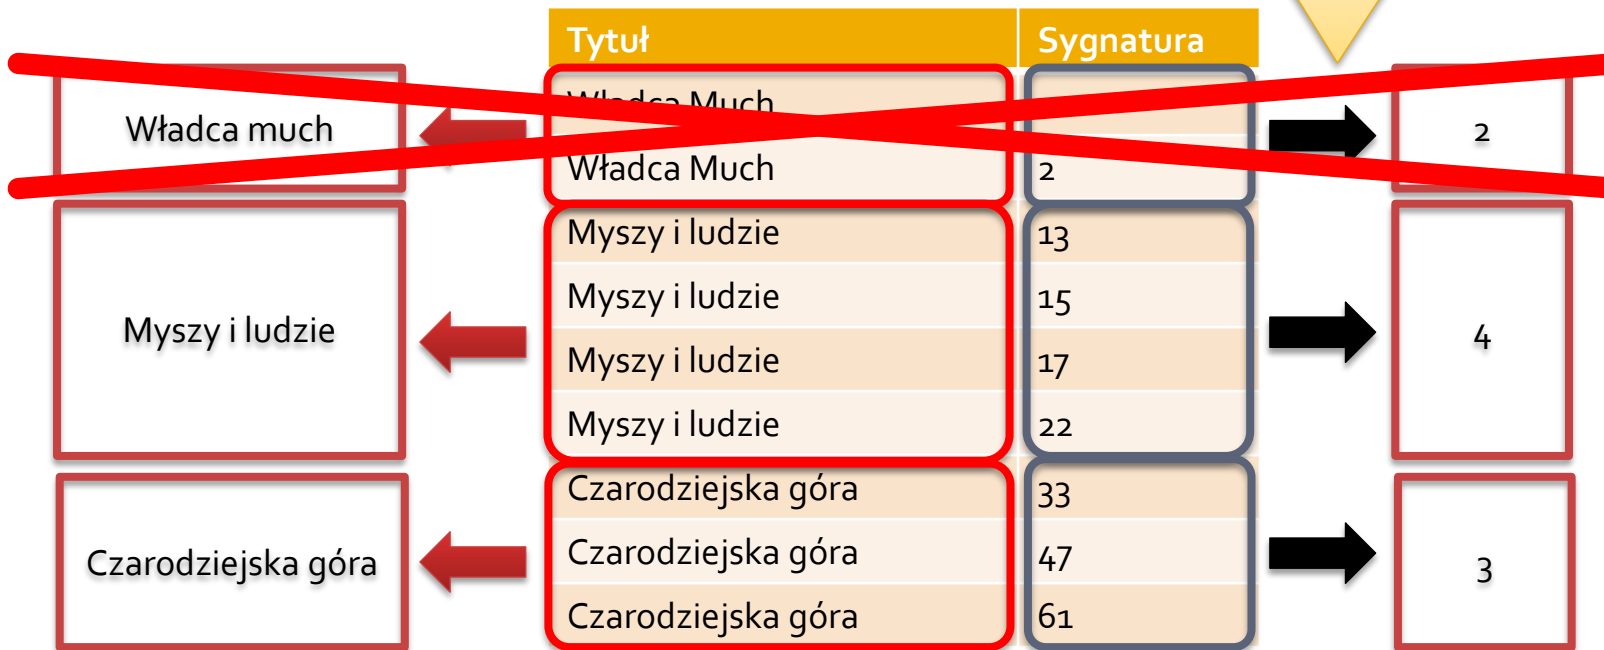 Tytuł Sygnatura
Władca Much
Władca much 2
Władca Much 2
Myszy i ludzie 13
Myszy i ludzie 15
Myszy i ludzie 4
Myszy i ludzie 17
Myszy i ludzie 22
Czarodziejska góra 33
Czarodziejska góra 47
Czarodziejska góra 3
Czarodziejska góra 61